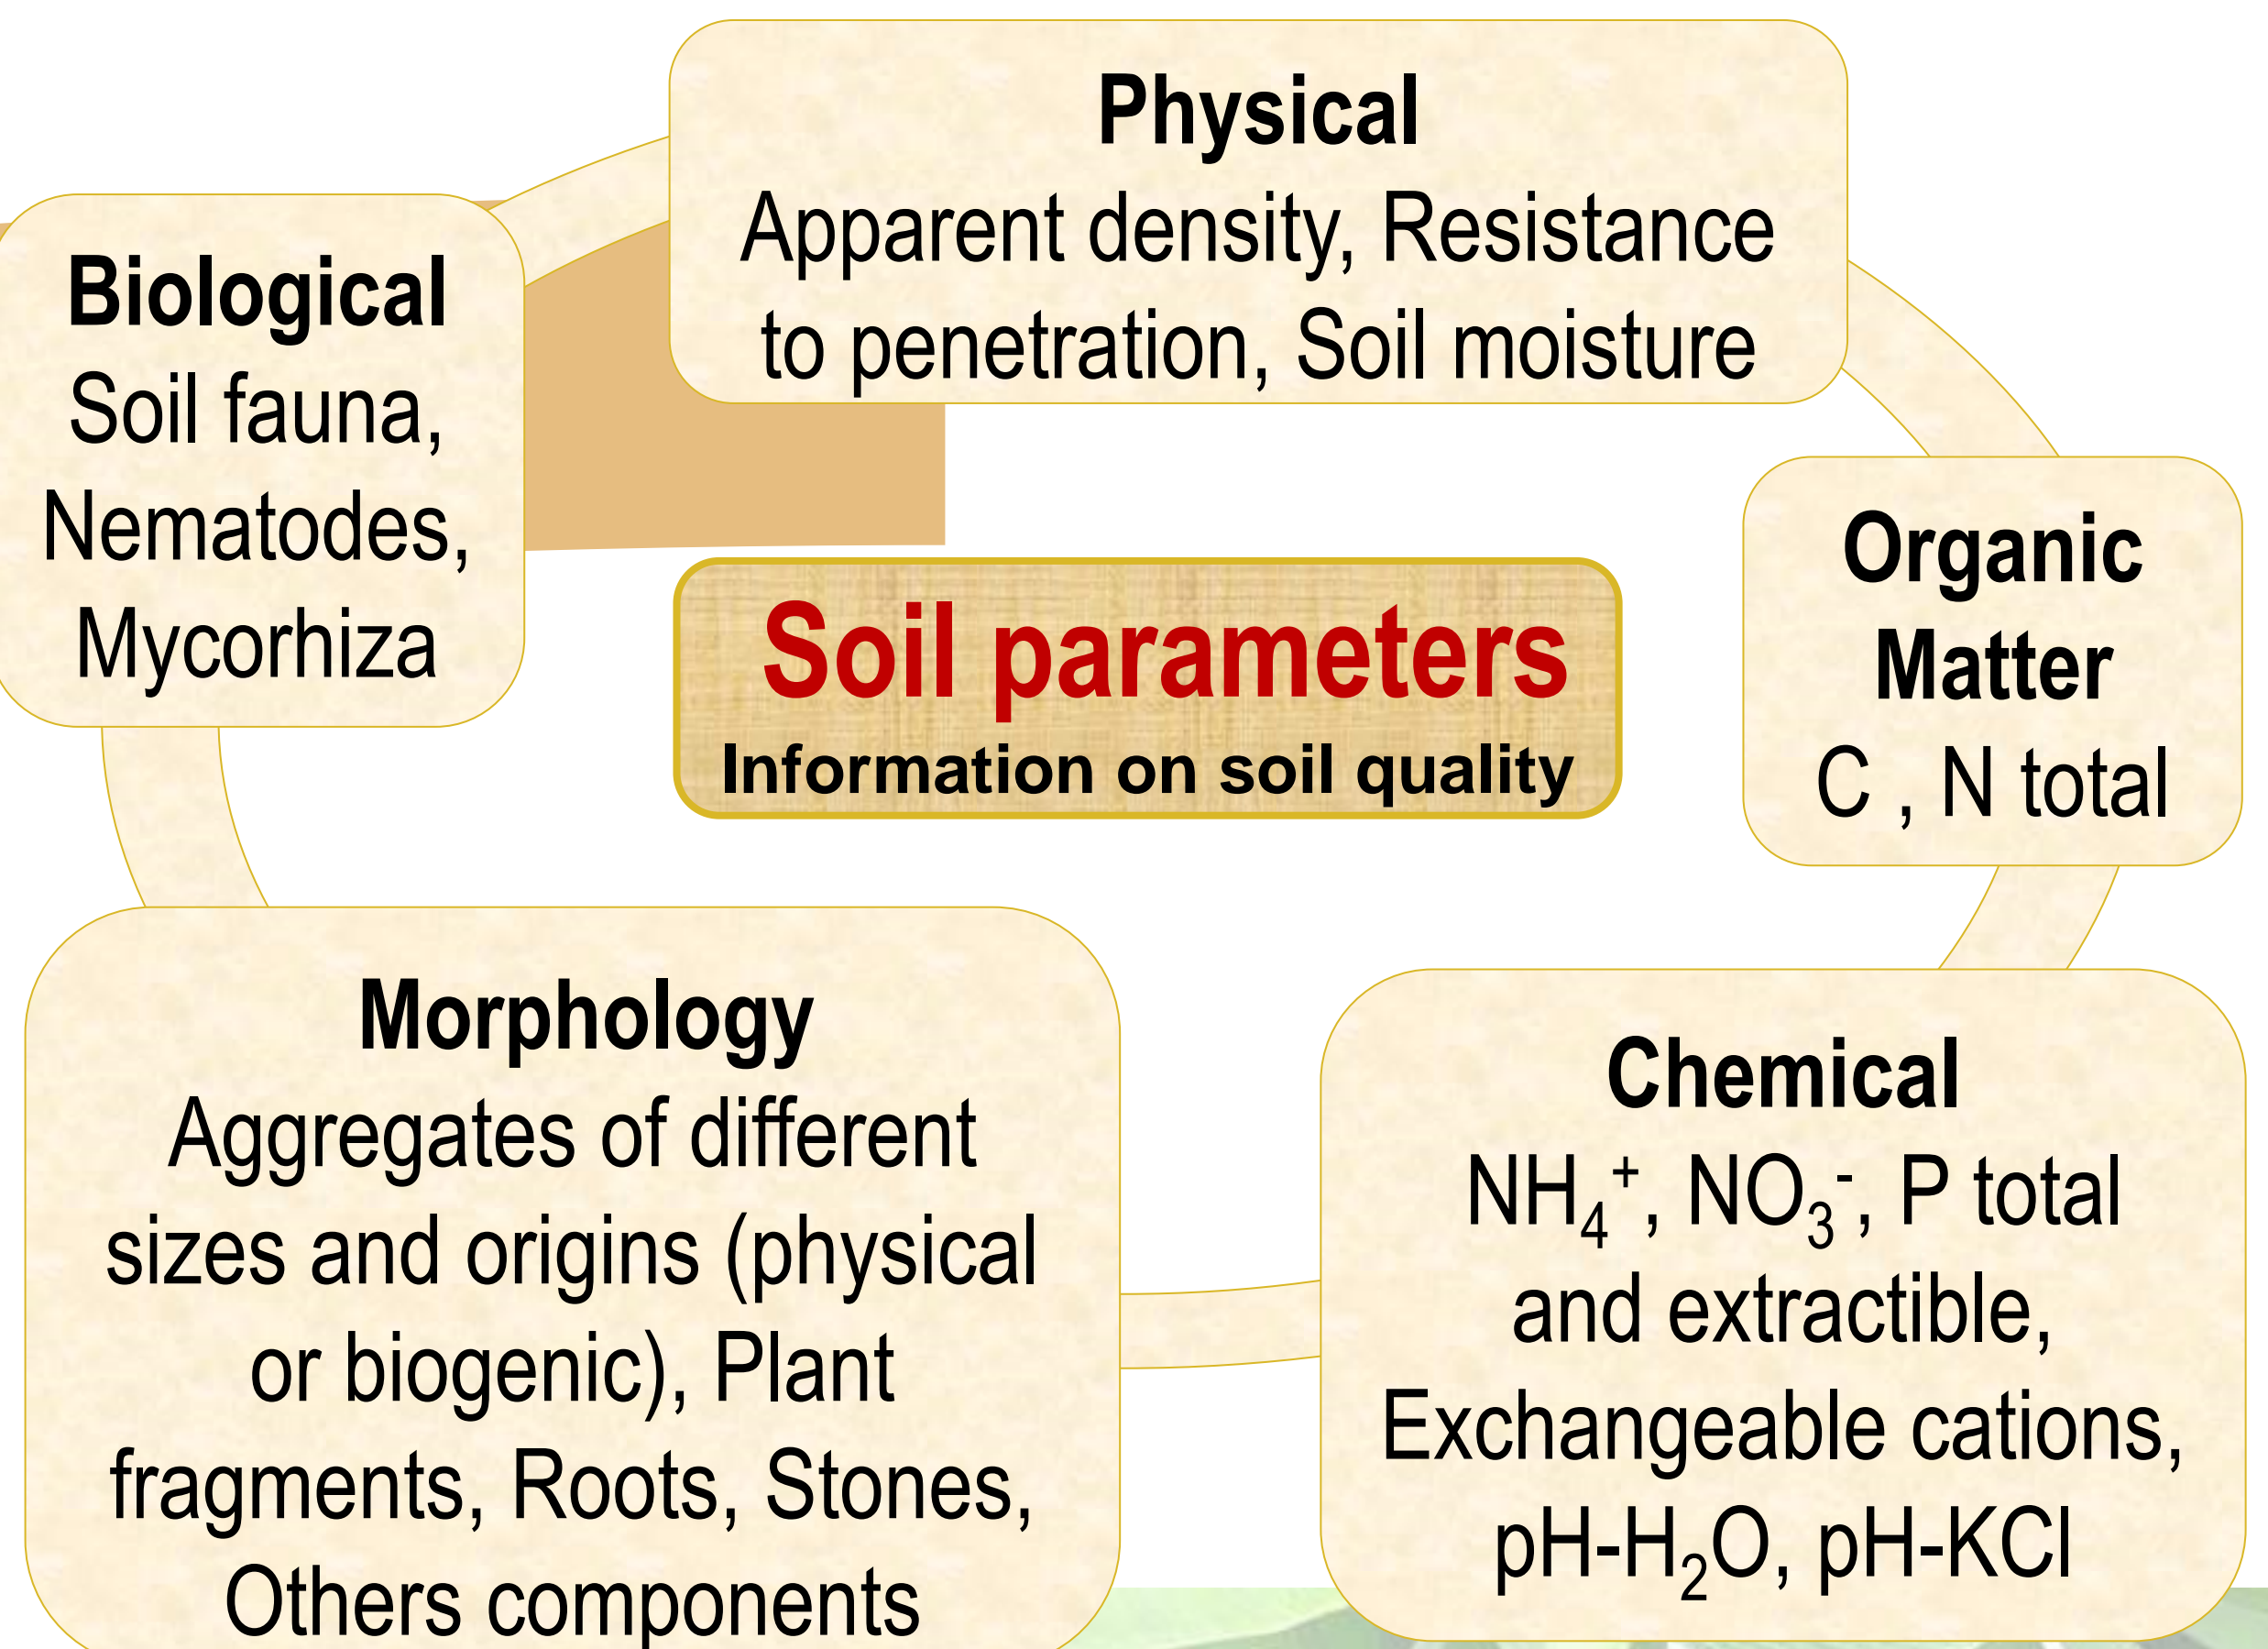 Physical
Apparent density, Resistance
to penetration, Soil moisture
Biological
Soil fauna,
Nematodes,
Mycorhiza
Organic
Matter
C , N total
Soil parameters
Information on soil quality
Morphology
Aggregates of different
sizes and origins (physical
or biogenic), Plant
fragments, Roots, Stones,
Others components
Chemical
NH₄⁺, NO₃⁻, P total
and extractible,
Exchangeable cations,
pH-H₂O, pH-KCl